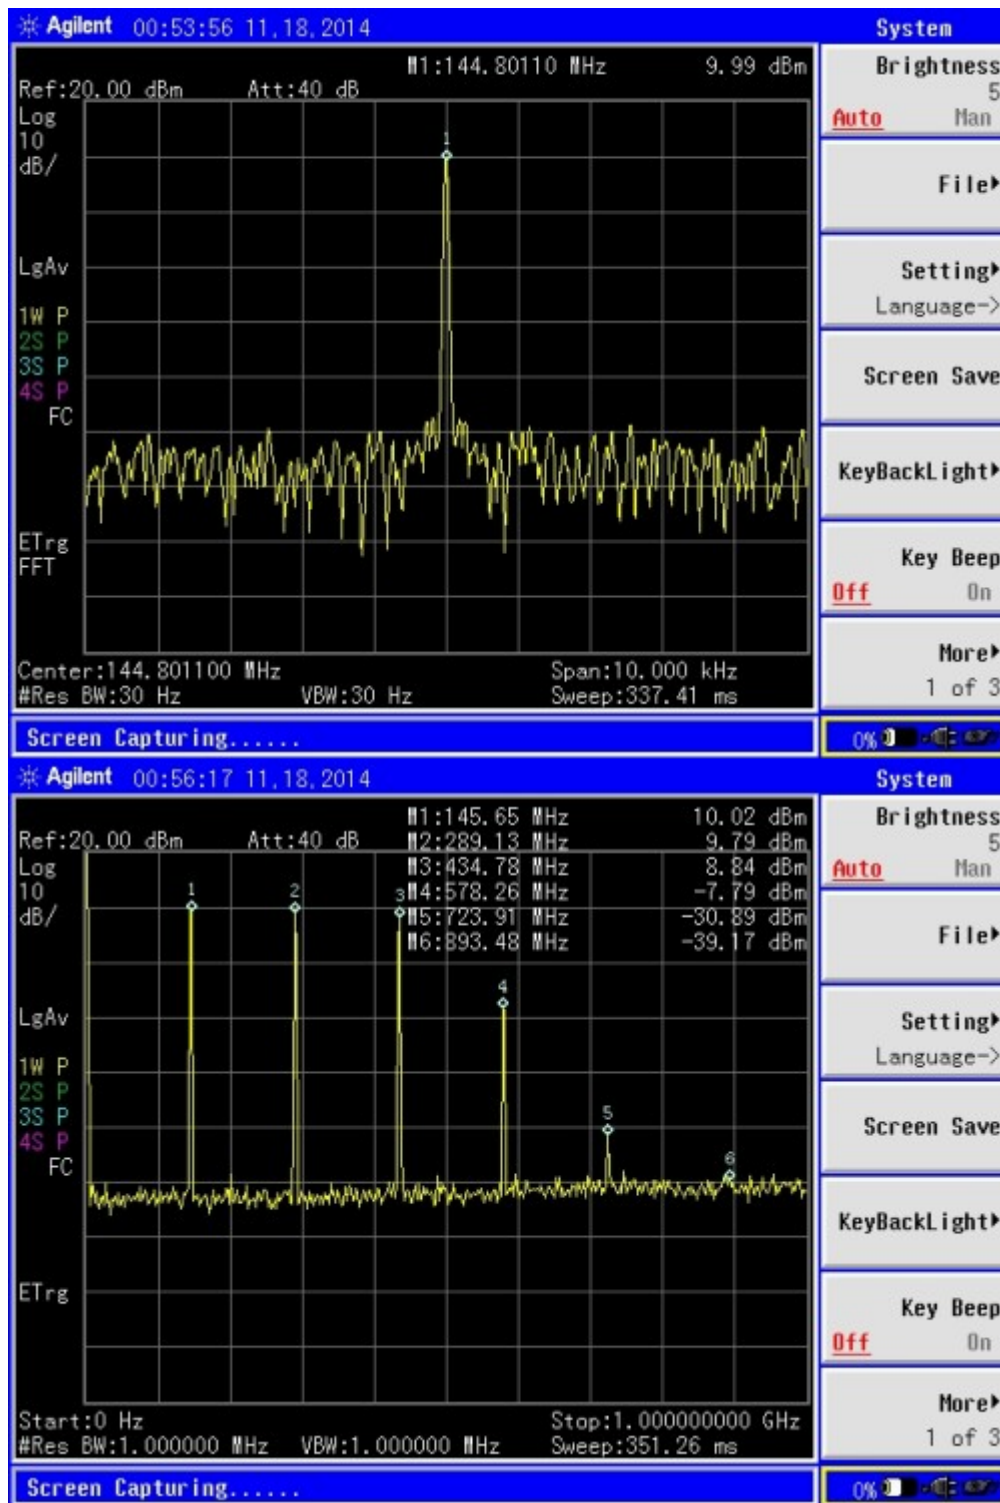 Agilent 00:53:56 11,18,2014 System
M1:144.80110 MHz 9.99 dBm
Ref:20.00 dBm Att:40 dB
Log
10
dB/
1
LgAv
1W P
2S P
3S P
4S P
FC
ETrg
FFT
Center:144.801100 MHz Span:10.000 kHz
#Res BW:30 Hz VBW:30 Hz Sweep:337.41 ms
Screen Capturing......
Brightness
5
Auto Man
File
Setting
Language->
Screen Save
KeyBackLight
Key Beep
Off On
More
1 of 3
0%
Agilent 00:56:17 11,18,2014 System
M1:145.65 MHz 10.02 dBm
Ref:20.00 dBm Att:40 dB M2:289.13 MHz 9.79 dBm
M3:434.78 MHz 8.84 dBm
M4:578.26 MHz -7.79 dBm
M5:723.91 MHz -30.89 dBm
M6:893.48 MHz -39.17 dBm
Log
10
dB/
1 2 3
4
5
6
LgAv
1W P
2S P
3S P
4S P
FC
ETrg
Start:0 Hz Stop:1.000000000 GHz
#Res BW:1.000000 MHz VBW:1.000000 MHz Sweep:351.26 ms
Screen Capturing......
Brightness
5
Auto Man
File
Setting
Language->
Screen Save
KeyBackLight
Key Beep
Off On
More
1 of 3
0%